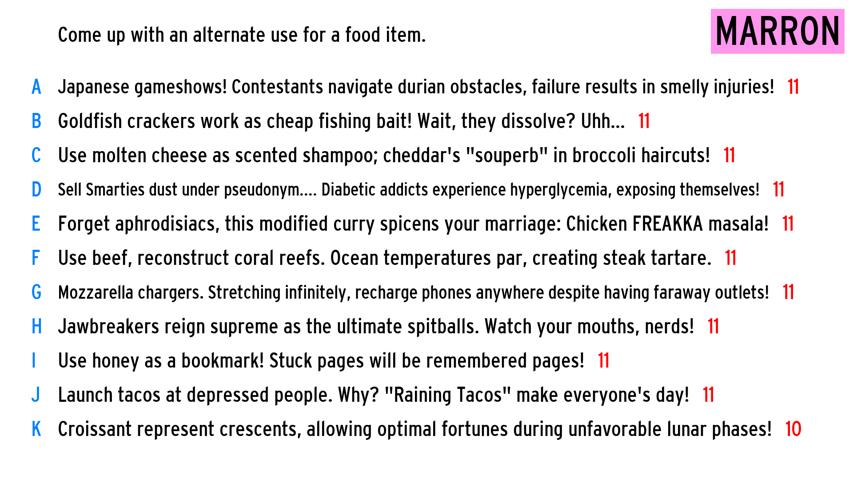 Come up with an alternate use for a food item.
MARRON
A Japanese gameshows! Contestants navigate durian obstacles, failure results in smelly injuries! 11
B Goldfish crackers work as cheap fishing bait! Wait, they dissolve? Uhh... 11
C Use molten cheese as scented shampoo; cheddar's "souperb" in broccoli haircuts! 11
D Sell Smarties dust under pseudonym.... Diabetic addicts experience hyperglycemia, exposing themselves! 11
E Forget aphrodisiacs, this modified curry spicens your marriage: Chicken FREAKKA masala! 11
F Use beef, reconstruct coral reefs. Ocean temperatures par, creating steak tartare. 11
G Mozzarella chargers. Stretching infinitely, recharge phones anywhere despite having faraway outlets! 11
H Jawbreakers reign supreme as the ultimate spitballs. Watch your mouths, nerds! 11
I Use honey as a bookmark! Stuck pages will be remembered pages! 11
J Launch tacos at depressed people. Why? "Raining Tacos" make everyone's day! 11
K Croissant represent crescents, allowing optimal fortunes during unfavorable lunar phases! 10